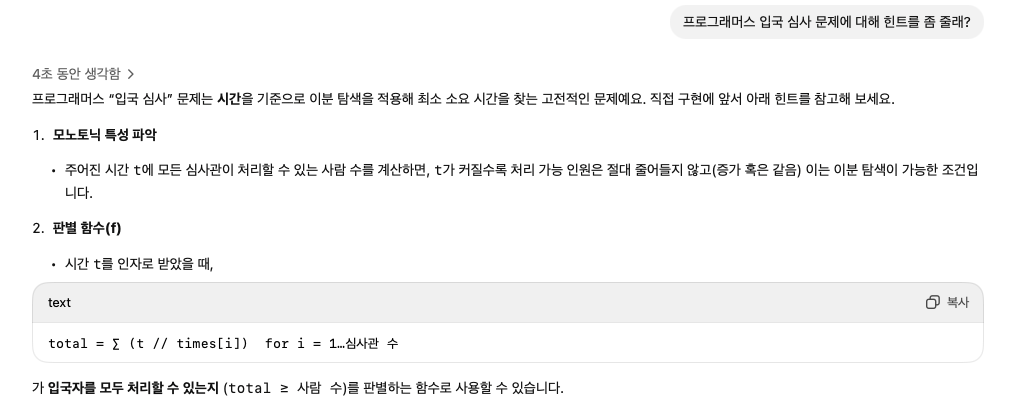 프로그래머스 입국 심사 문제에 대해 힌트를 좀 줄래?
4초 동안 생각함 >
프로그래머스 “입국 심사” 문제는 시간을 기준으로 이분 탐색을 적용해 최소 소요 시간을 찾는 고전적인 문제예요. 직접 구현에 앞서 아래 힌트를 참고해 보세요.
1. 모노토닉 특성 파악
• 주어진 시간 t에 모든 심사관이 처리할 수 있는 사람 수를 계산하면, t가 커질수록 처리 가능 인원은 절대 줄어들지 않고(증가 혹은 같음) 이는 이분 탐색이 가능한 조건입
니다.
2. 판별 함수(f)
• 시간 t를 인자로 받았을 때,
text 복사
total = ∑ (t // times[i])  for i = 1…심사관 수
가 입국자를 모두 처리할 수 있는지 (total ≥ 사람 수)를 판별하는 함수로 사용할 수 있습니다.